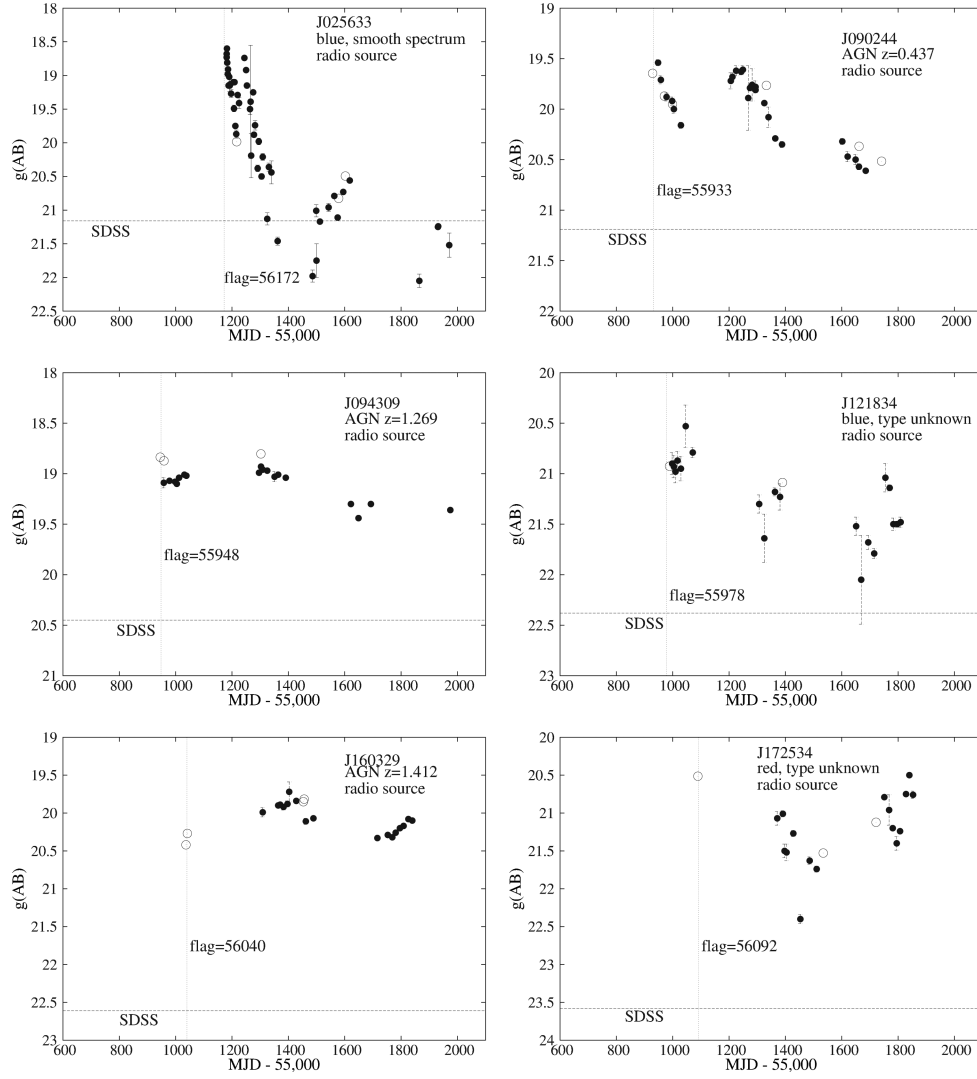 18
18.5
19
19.5
20
20.5
21
21.5
22
22.5
g(AB)
J025633
blue, smooth spectrum
radio source
SDSS
flag=56172
600 800 1000 1200 1400 1600 1800 2000
MJD - 55,000
19
19.5
20
20.5
21
21.5
22
g(AB)
J090244
AGN z=0.437
radio source
flag=55933
SDSS
600 800 1000 1200 1400 1600 1800 2000
MJD - 55,000
18
18.5
19
19.5
20
20.5
21
g(AB)
J094309
AGN z=1.269
radio source
flag=55948
SDSS
600 800 1000 1200 1400 1600 1800 2000
MJD - 55,000
20
20.5
21
21.5
22
22.5
23
g(AB)
J121834
blue, type unknown
radio source
flag=55978
SDSS
600 800 1000 1200 1400 1600 1800 2000
MJD - 55,000
19
19.5
20
20.5
21
21.5
22
22.5
23
g(AB)
J160329
AGN z=1.412
radio source
flag=56040
SDSS
600 800 1000 1200 1400 1600 1800 2000
MJD - 55,000
20
20.5
21
21.5
22
22.5
23
23.5
24
g(AB)
J172534
red, type unknown
radio source
flag=56092
SDSS
600 800 1000 1200 1400 1600 1800 2000
MJD - 55,000